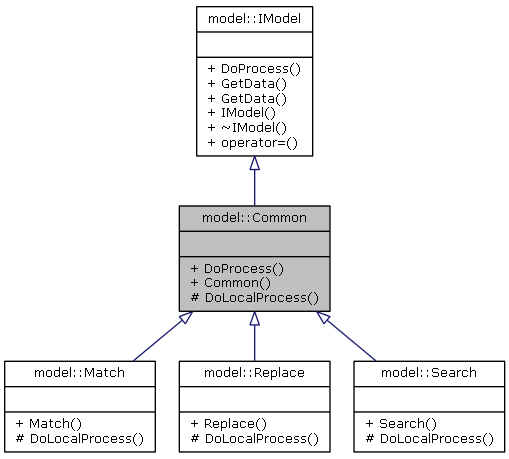 model::IModel
+ DoProcess()
+ GetData()
+ GetData()
+ IModel()
+ ~IModel()
+ operator=()
model::Common
+ DoProcess()
+ Common()
# DoLocalProcess()
model::Match
+ Match()
# DoLocalProcess()
model::Replace
+ Replace()
# DoLocalProcess()
model::Search
+ Search()
# DoLocalProcess()